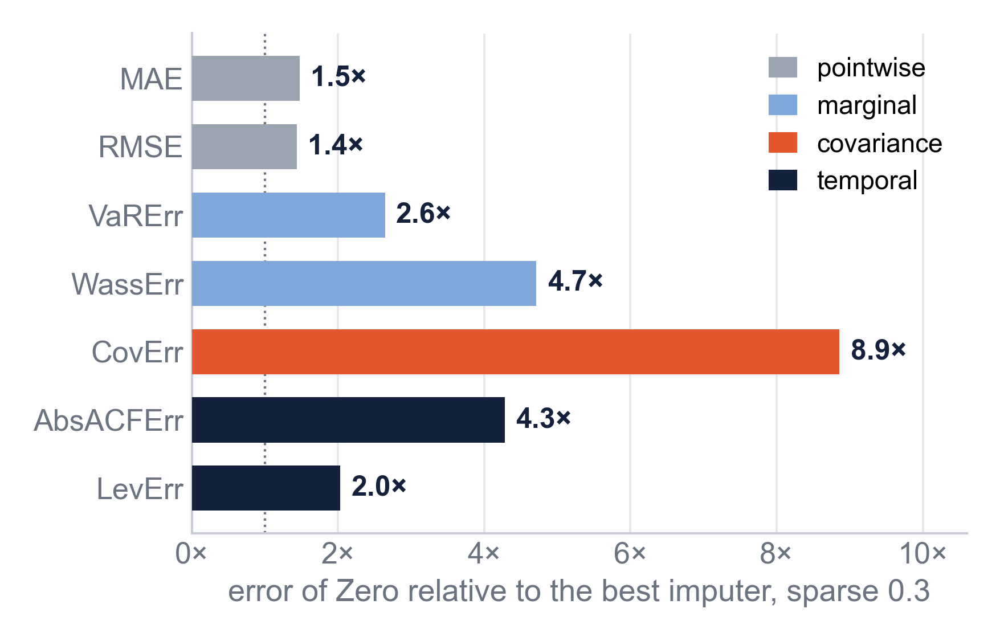 MAE
1.5×
RMSE
1.4×
VaRErr
2.6×
WassErr
4.7×
CovErr
8.9×
AbsACFErr
4.3×
LevErr
2.0×
pointwise
marginal
covariance
temporal
0× 2× 4× 6× 8× 10×
error of Zero relative to the best imputer, sparse 0.3